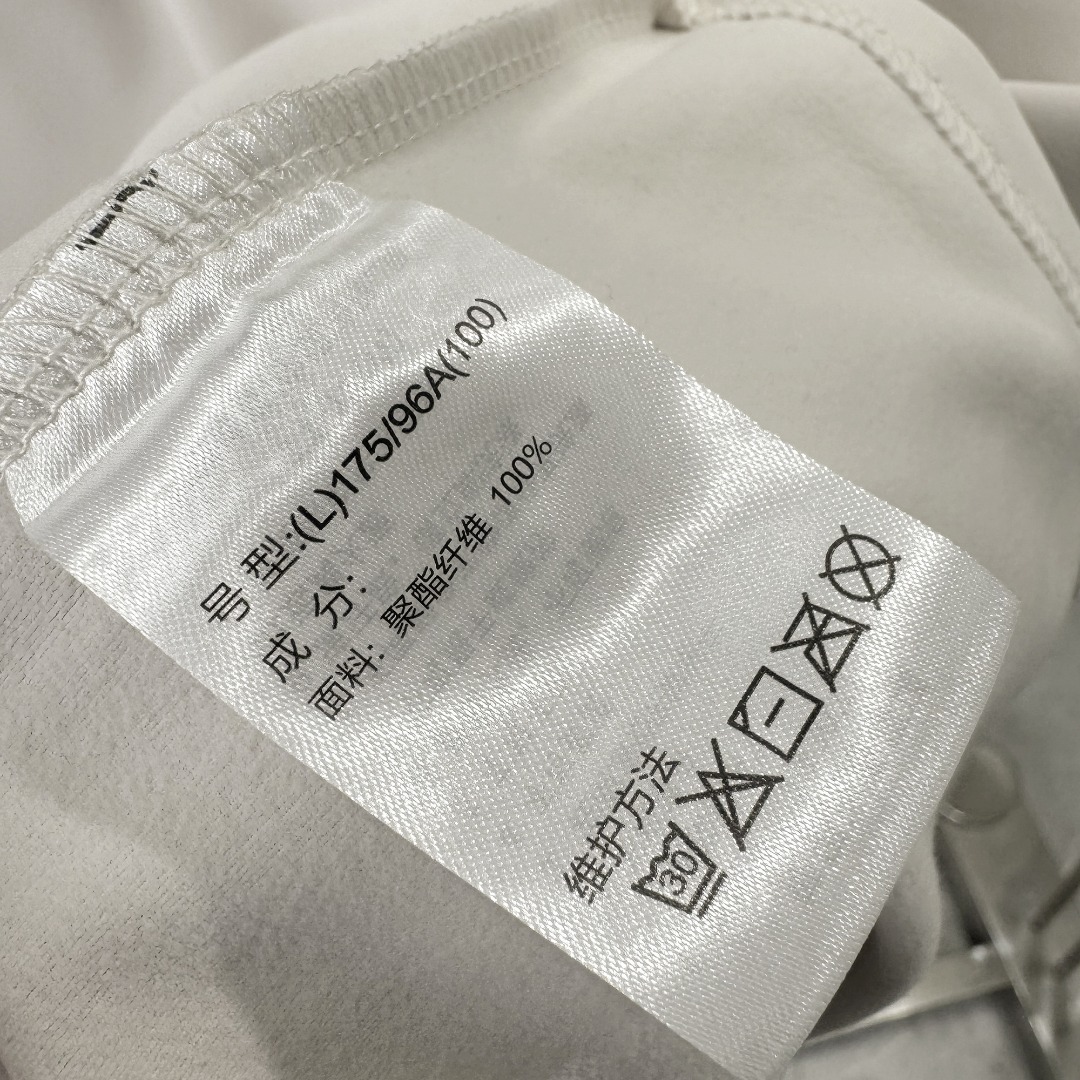 号 型:(L)175/96A(100)
成 分:
面料: 聚酯纤维 100%
维护方法
30